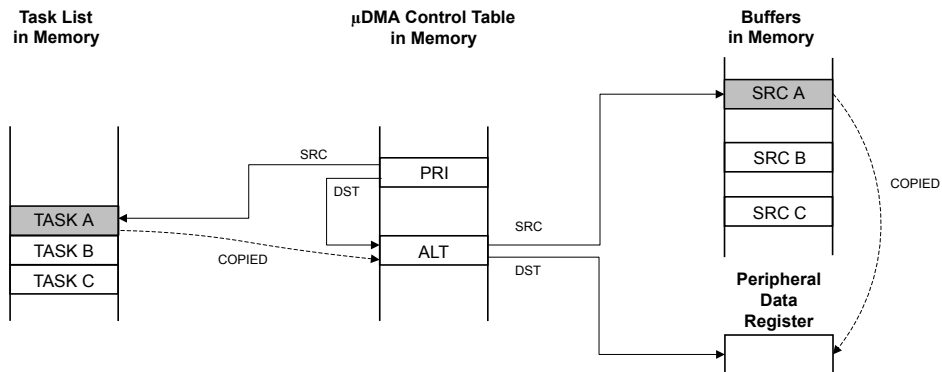 Task List
in Memory
μDMA Control Table
in Memory
Buffers
in Memory
SRC A
SRC
PRI
SRC B
DST
COPIED
TASK A
SRC C
SRC
TASK B
ALT
COPIED
DST
TASK C
Peripheral
Data
Register